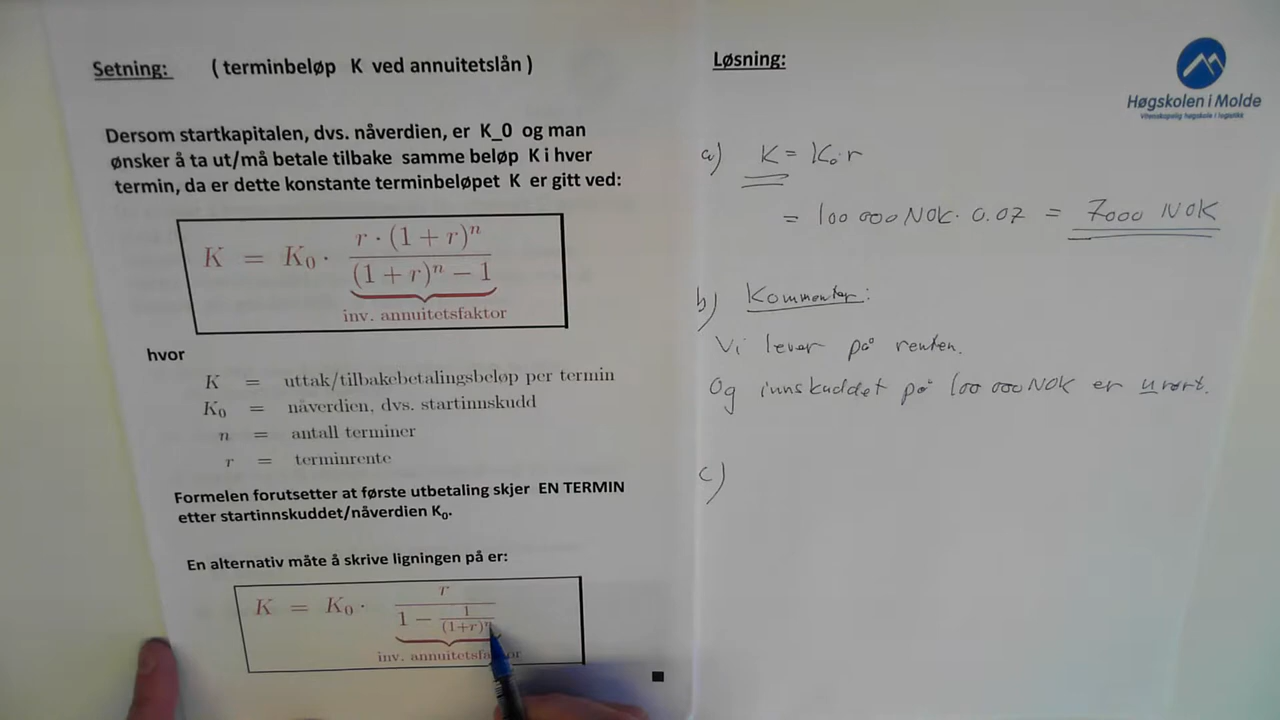 Setning: ( terminbeløp K ved annuitetslån )
Dersom startkapitalen, dvs. nåverdien, er K_0 og man
ønsker å ta ut/må betale tilbake samme beløp K i hver
termin, da er dette konstante terminbeløpet K er gitt ved:
K = K₀ · r · (1 + r)ⁿ / (1 + r)ⁿ − 1
inv. annuitetsfaktor
hvor
K = uttak/tilbakebetalingsbeløp per termin
K₀ = nåverdien, dvs. startinnskudd
n = antall terminer
r = terminrente
Formelen forutsetter at første utbetaling skjer EN TERMIN
etter startinnskuddet/nåverdien K₀.
En alternativ måte å skrive ligningen på er:
K = K₀ · r / 1 − 1 / (1+r)ⁿ
inv.
Løsning:
Høgskolen i Molde
Vitenskapelig høgskole i logistikk
a) K = K₀·r
= 100 000 NOK · 0.07 = 7000 NOK
b) Kommentar:
Vi lever på renten.
Og innskuddet på 100 000 NOK er urørt.
c)